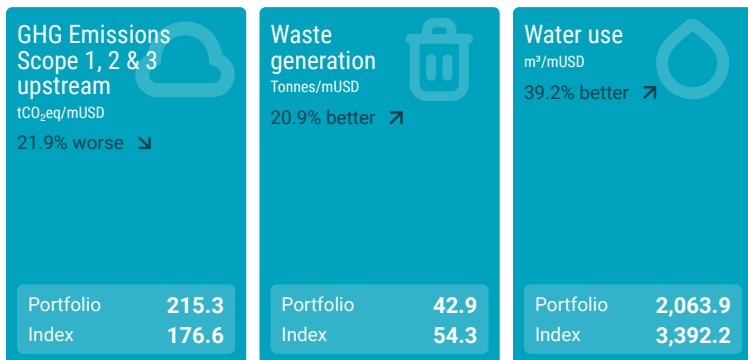 GHG Emissions
Scope 1, 2 & 3
upstream
tCO₂eq/mUSD
21.9% worse
Portfolio 215.3
Index 176.6
Waste
generation
Tonnes/mUSD
20.9% better
Portfolio 42.9
Index 54.3
Water use
m³/mUSD
39.2% better
Portfolio 2,063.9
Index 3,392.2